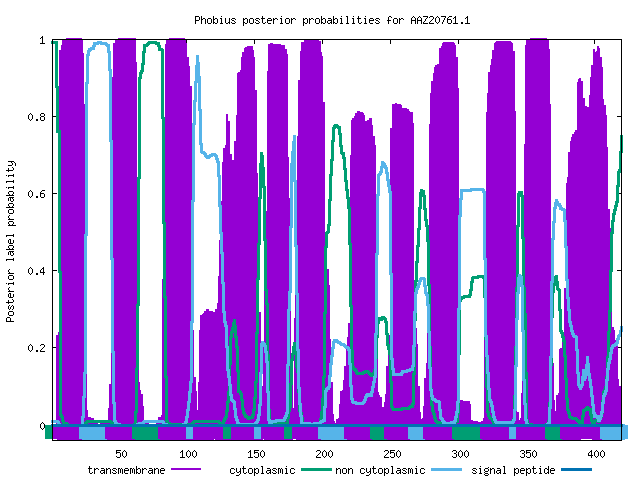 Phobius posterior probabilities for AAZ20761.1
Posterior label probability
1
0.8
0.6
0.4
0.2
0
50 100 150 200 250 300 350 400
transmembrane cytoplasmic non cytoplasmic signal peptide